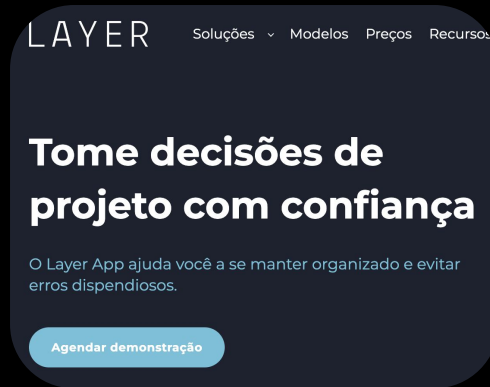 LAYER Soluções Modelos Preços Recursos
Tome decisões de
projeto com confiança
O Layer App ajuda você a se manter organizado e evitar
erros dispendiosos.
Agendar demonstração